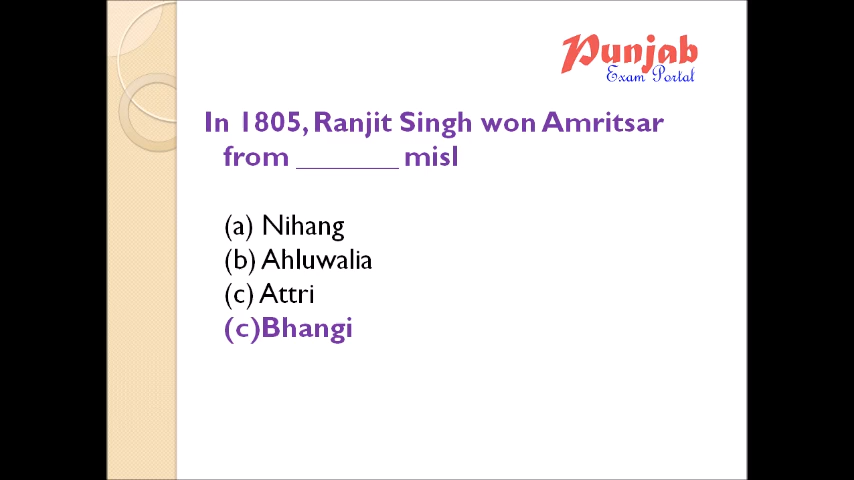 Punjab
Exam Portal
In 1805, Ranjit Singh won Amritsar
from _______ misl
(a) Nihang
(b) Ahluwalia
(c) Attri
(c)Bhangi